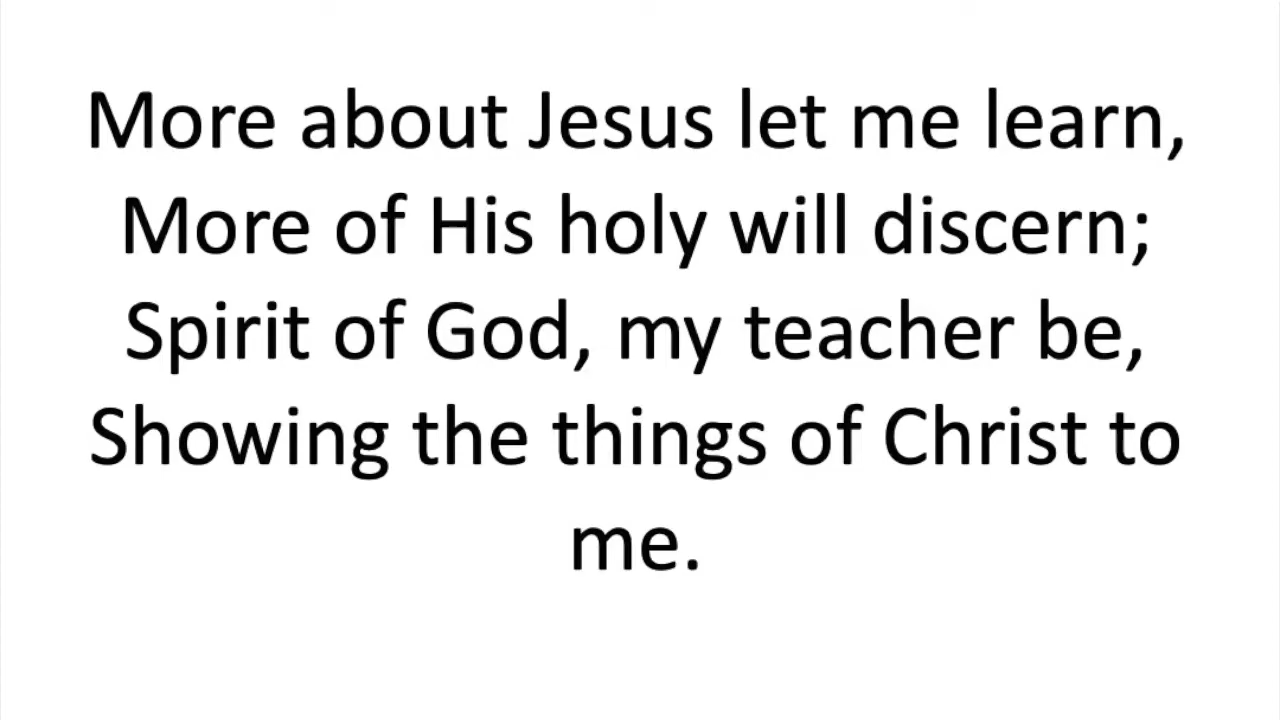 More about Jesus let me learn,
More of His holy will discern;
Spirit of God, my teacher be,
Showing the things of Christ to
me.